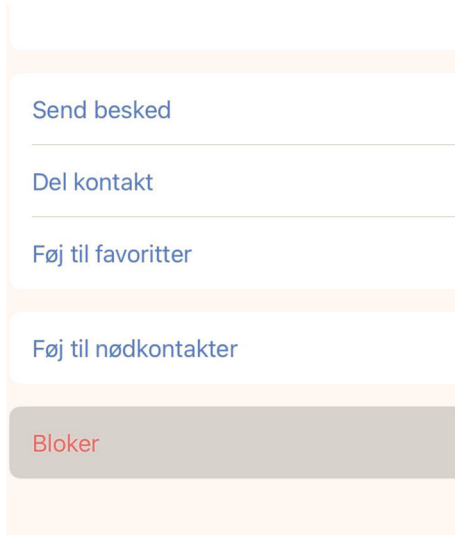 Send besked
Del kontakt
Føj til favoritter
Føj til nødkontakter
Bloker